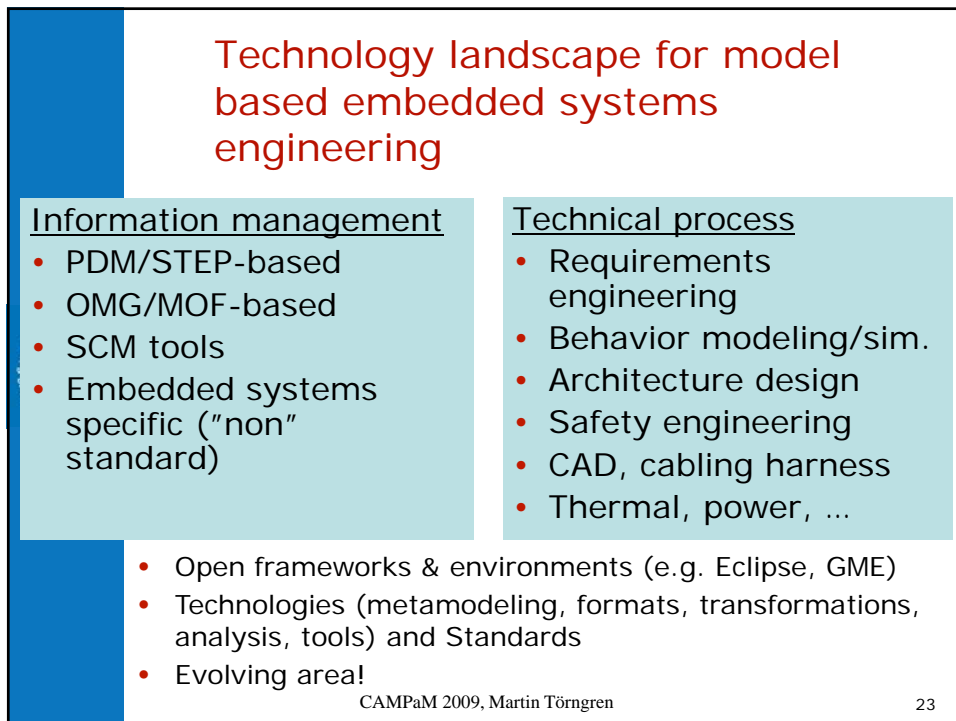 Technology landscape for model
based embedded systems
engineering
Information management
• PDM/STEP-based
• OMG/MOF-based
• SCM tools
• Embedded systems
specific ("non"
standard)
Technical process
• Requirements
engineering
• Behavior modeling/sim.
• Architecture design
• Safety engineering
• CAD, cabling harness
• Thermal, power, …
• Open frameworks & environments (e.g. Eclipse, GME)
• Technologies (metamodeling, formats, transformations,
analysis, tools) and Standards
• Evolving area!
CAMPaM 2009, Martin Törngren
23